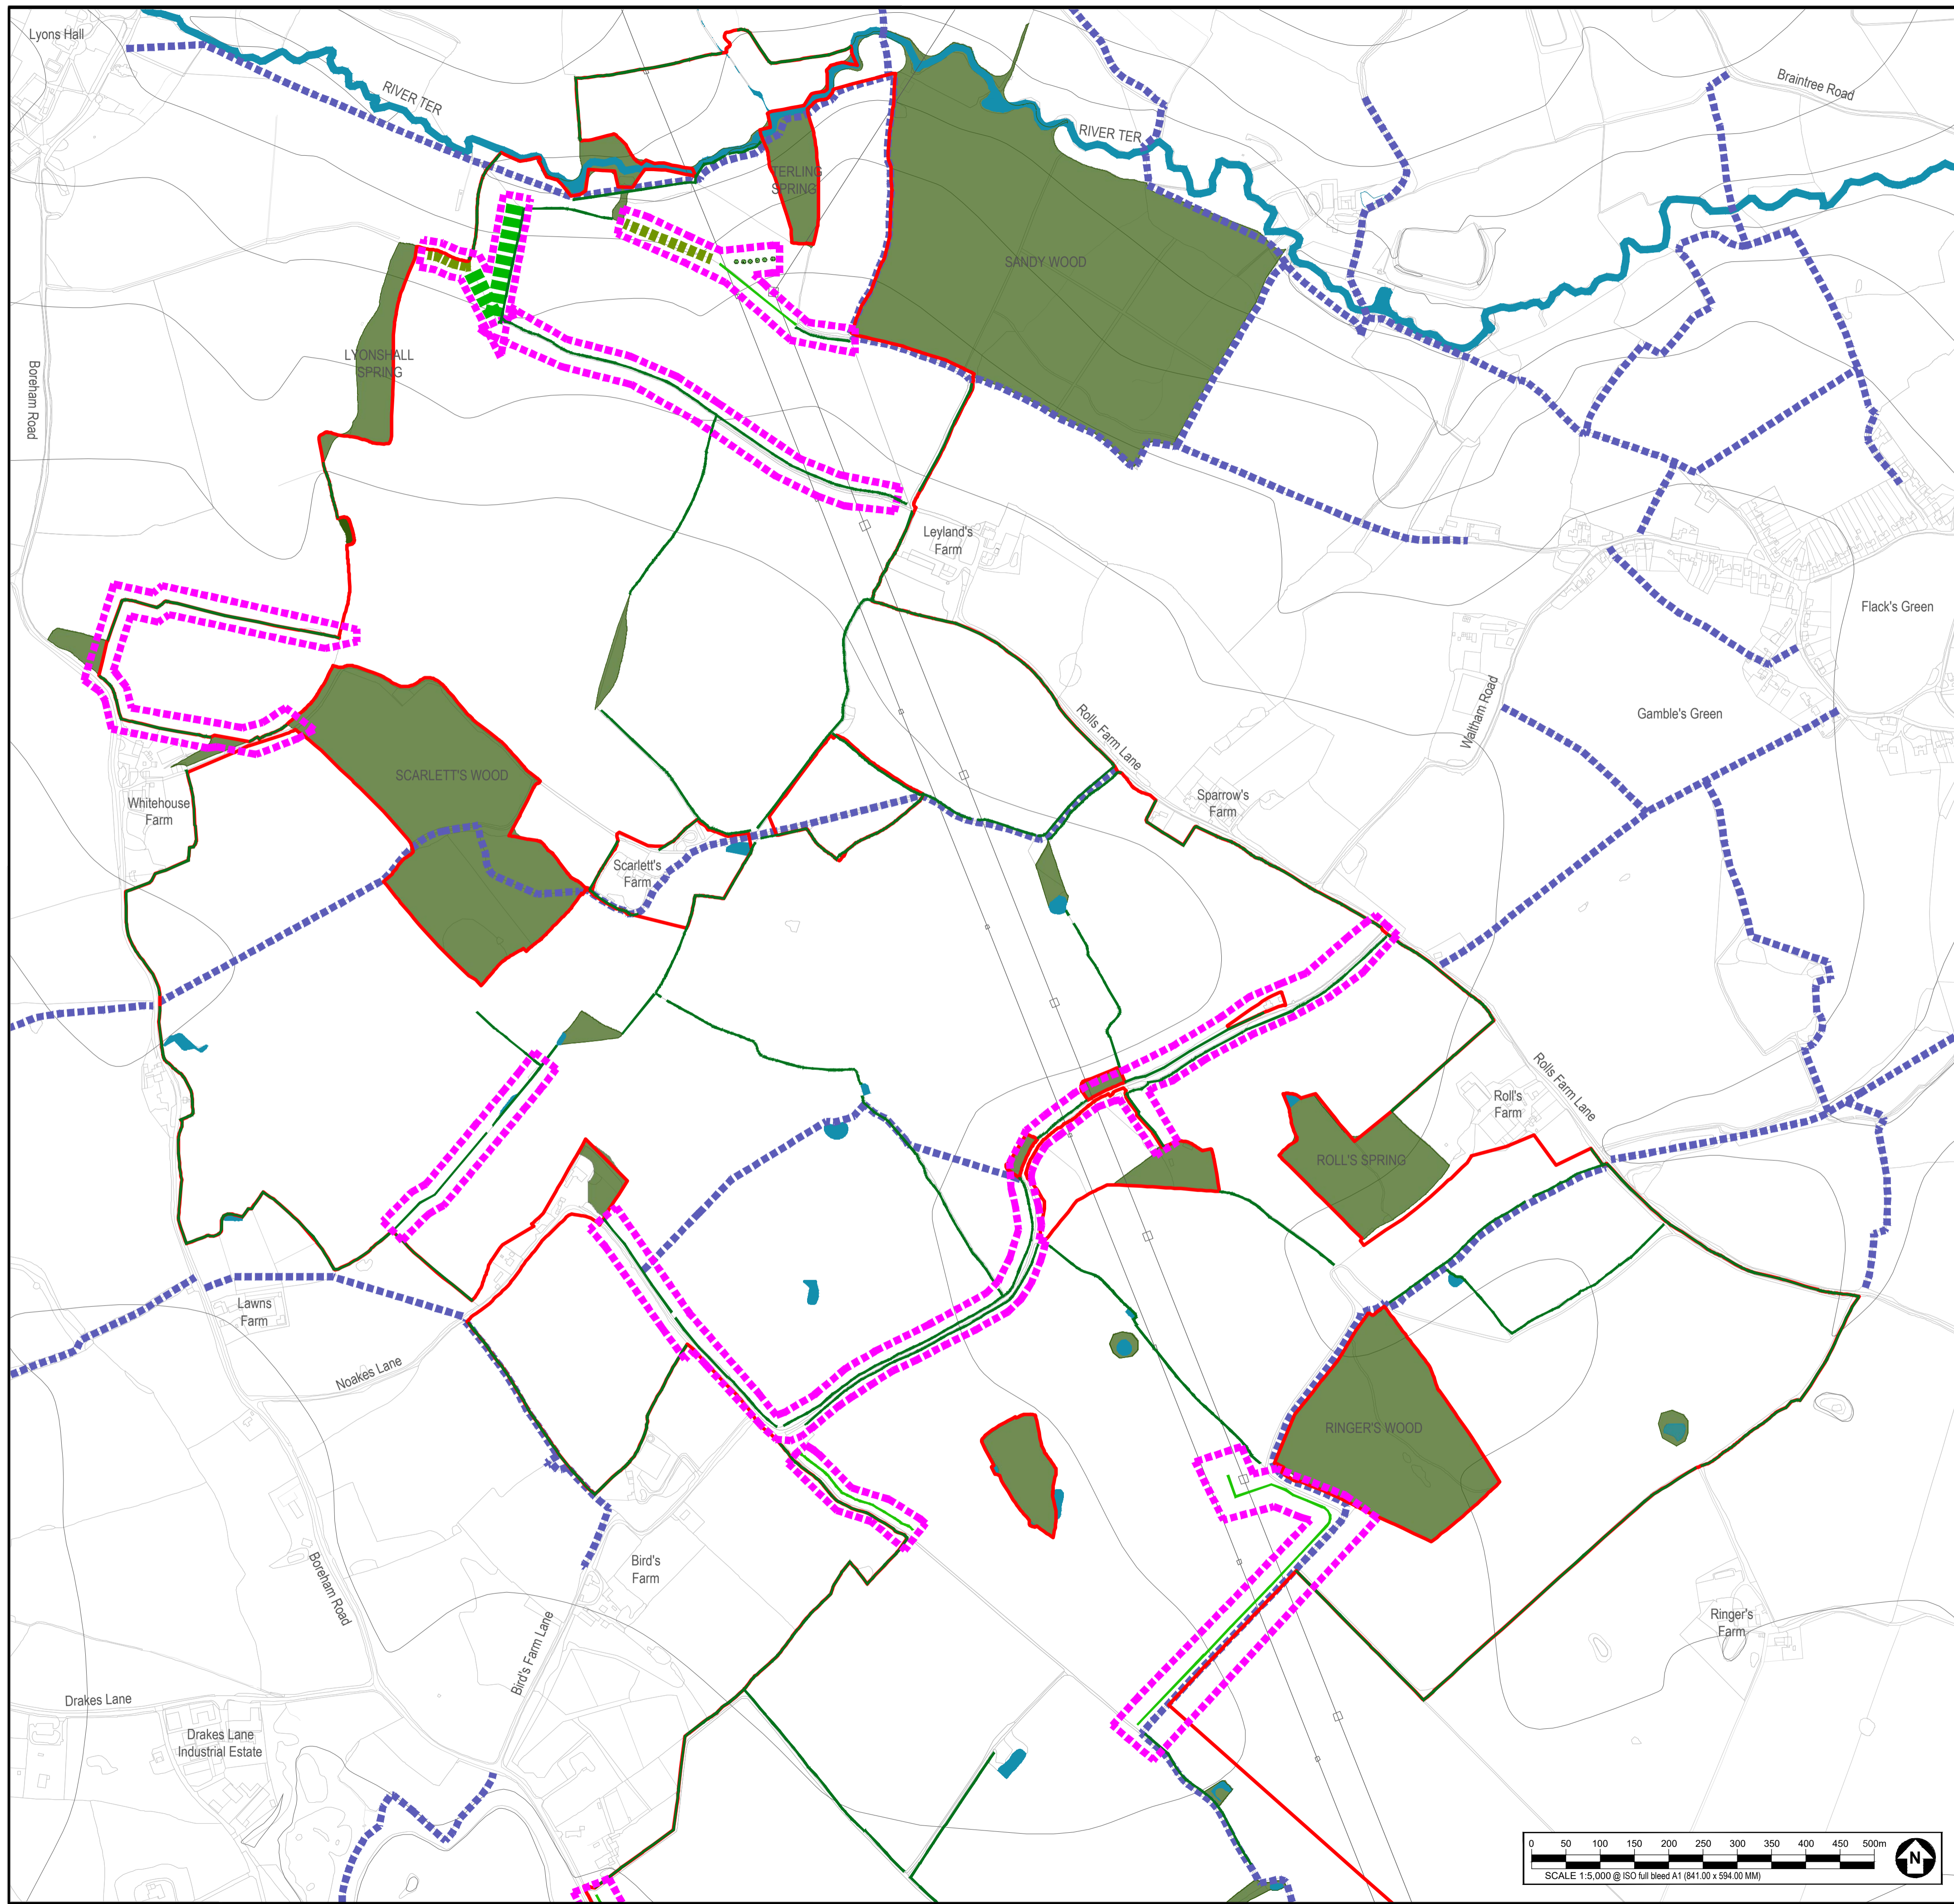 Lyons Hall
RIVER TER
Braintree Road
RIVER TER
TERLING
SPRING
SANDY WOOD
LYONSHALL
SPRING
Boreham Road
Leyland's
Farm
Flack's Green
Rolls Farm Lane
Waltham Road
Gamble's Green
SCARLETT'S WOOD
Whitehouse
Farm
Sparrow's
Farm
Scarlett's
Farm
Rolls Farm Lane
Roll's
Farm
ROLL'S SPRING
Lawns
Farm
Noakes Lane
RINGER'S WOOD
Boreham Road
Bird's
Farm
Bird's Farm Lane
Ringer's
Farm
Drakes Lane
Drakes Lane
Industrial Estate
0 50 100 150 200 250 300 350 400 450 500m
SCALE 1:5,000 @ ISO full bleed A1 (841.00 x 594.00 MM)
N